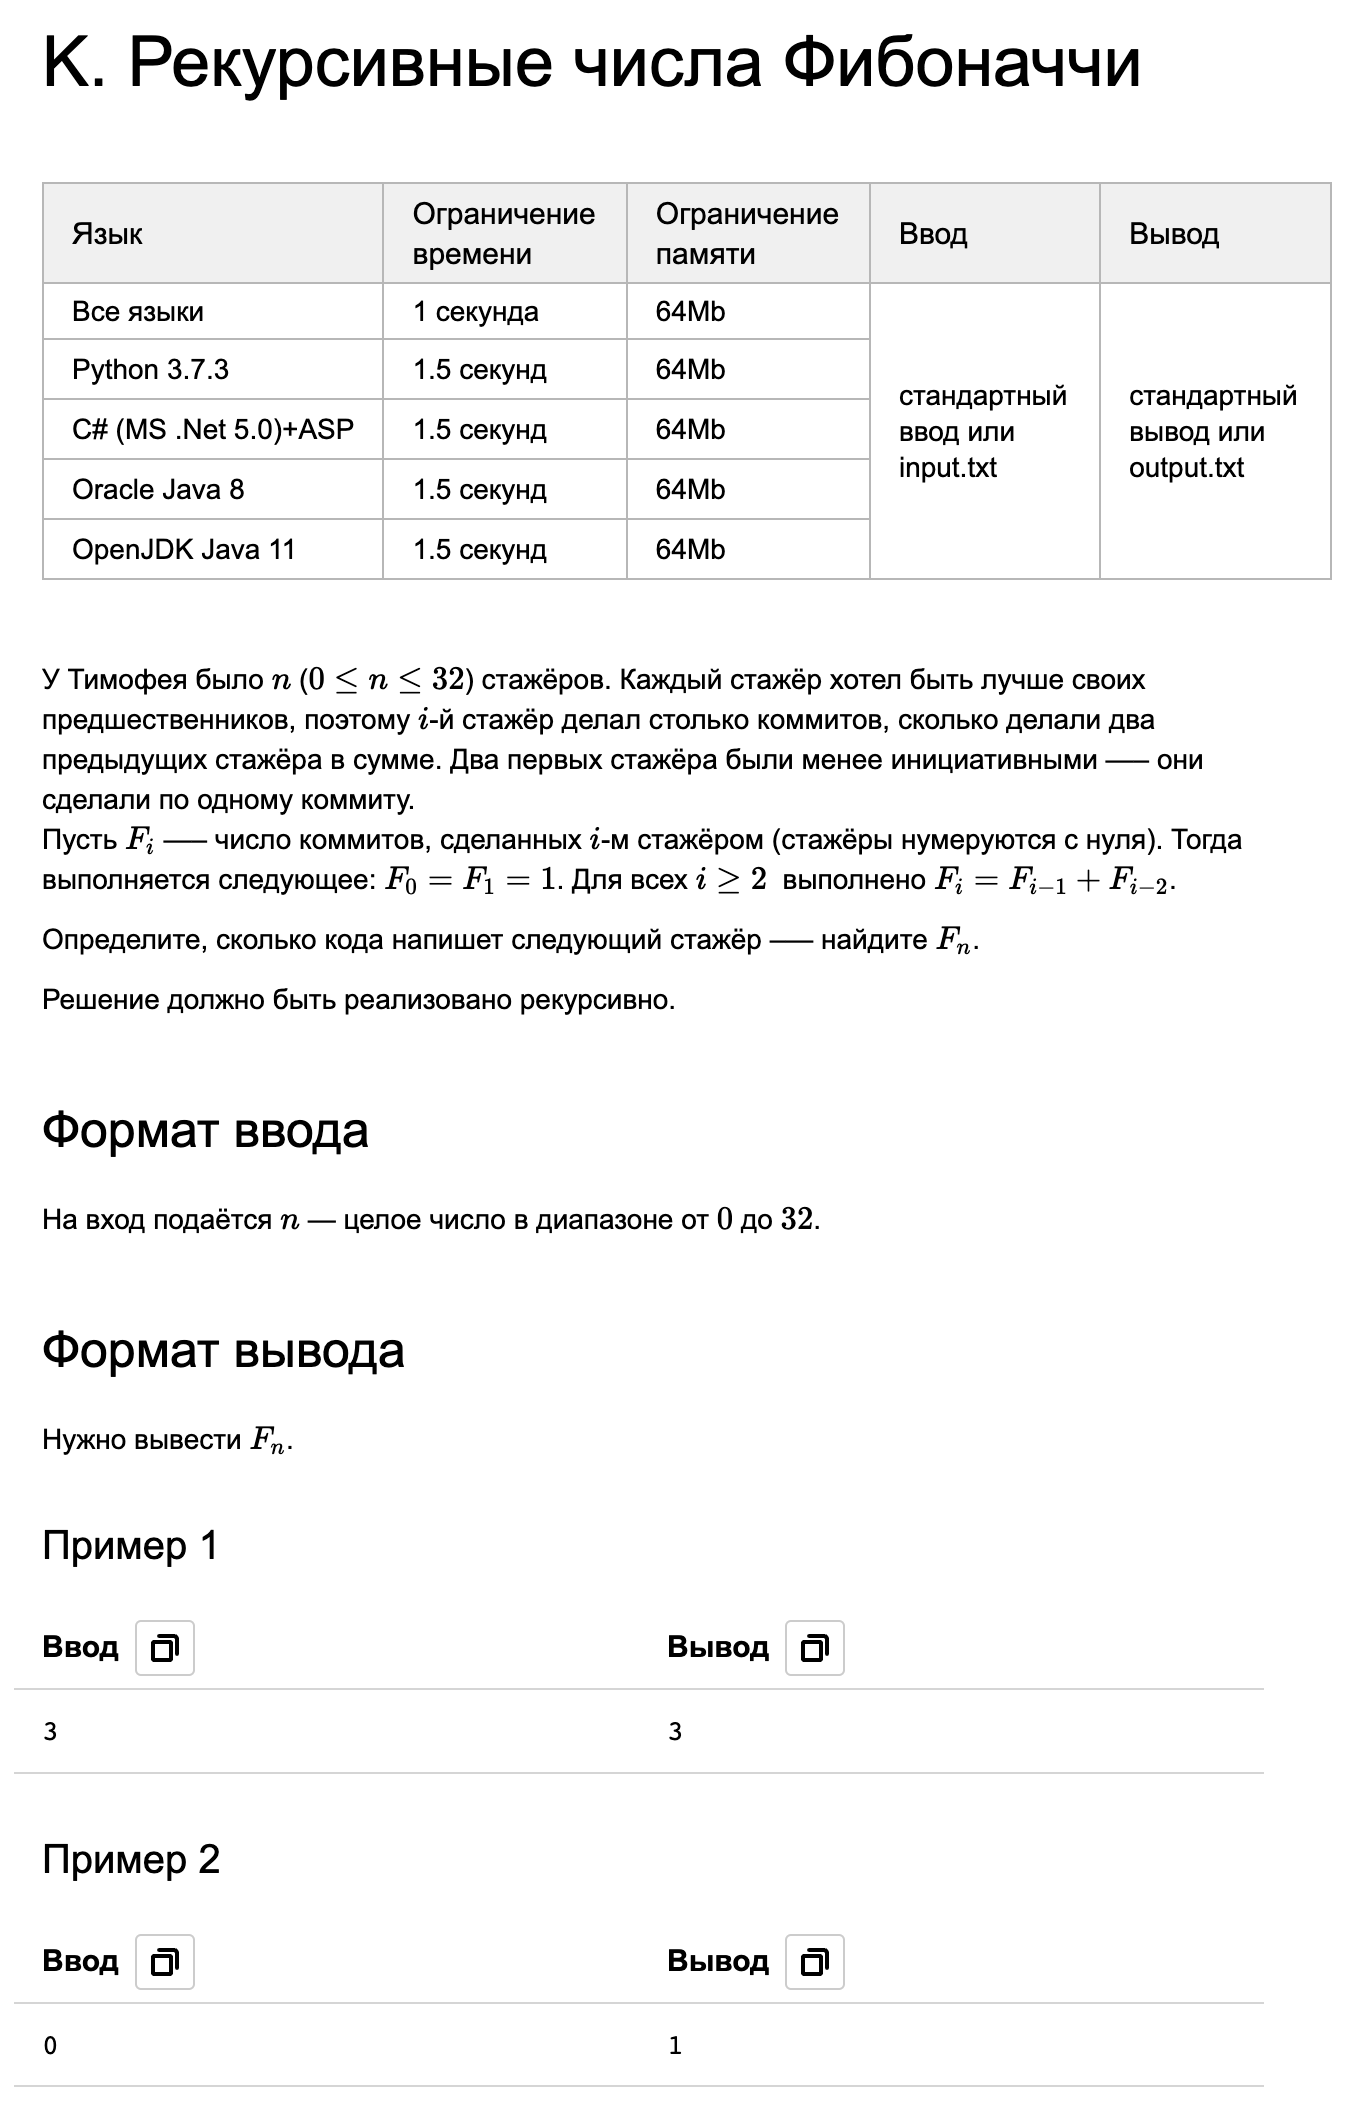 K. Рекурсивные числа Фибоначчи
Язык
Ограничение времени
Ограничение памяти
Ввод
Вывод
Все языки
1 секунда
64Mb
Python 3.7.3
1.5 секунд
64Mb
C# (MS .Net 5.0)+ASP
1.5 секунд
64Mb
Oracle Java 8
1.5 секунд
64Mb
OpenJDK Java 11
1.5 секунд
64Mb
стандартный ввод или input.txt
стандартный вывод или output.txt
У Тимофея было n (0 ≤ n ≤ 32) стажёров. Каждый стажёр хотел быть лучше своих
предшественников, поэтому i-й стажёр делал столько коммитов, сколько делали два
предыдущих стажёра в сумме. Два первых стажёра были менее инициативными –— они
сделали по одному коммиту.
Пусть F_i –— число коммитов, сделанных i-м стажёром (стажёры нумеруются с нуля). Тогда
выполняется следующее: F_0 = F_1 = 1. Для всех i ≥ 2 выполнено F_i = F_{i−1} + F_{i−2}.
Определите, сколько кода напишет следующий стажёр –— найдите F_n.
Решение должно быть реализовано рекурсивно.
Формат ввода
На вход подаётся n — целое число в диапазоне от 0 до 32.
Формат вывода
Нужно вывести F_n.
Пример 1
Ввод
Вывод
3
3
Пример 2
Ввод
Вывод
0
1